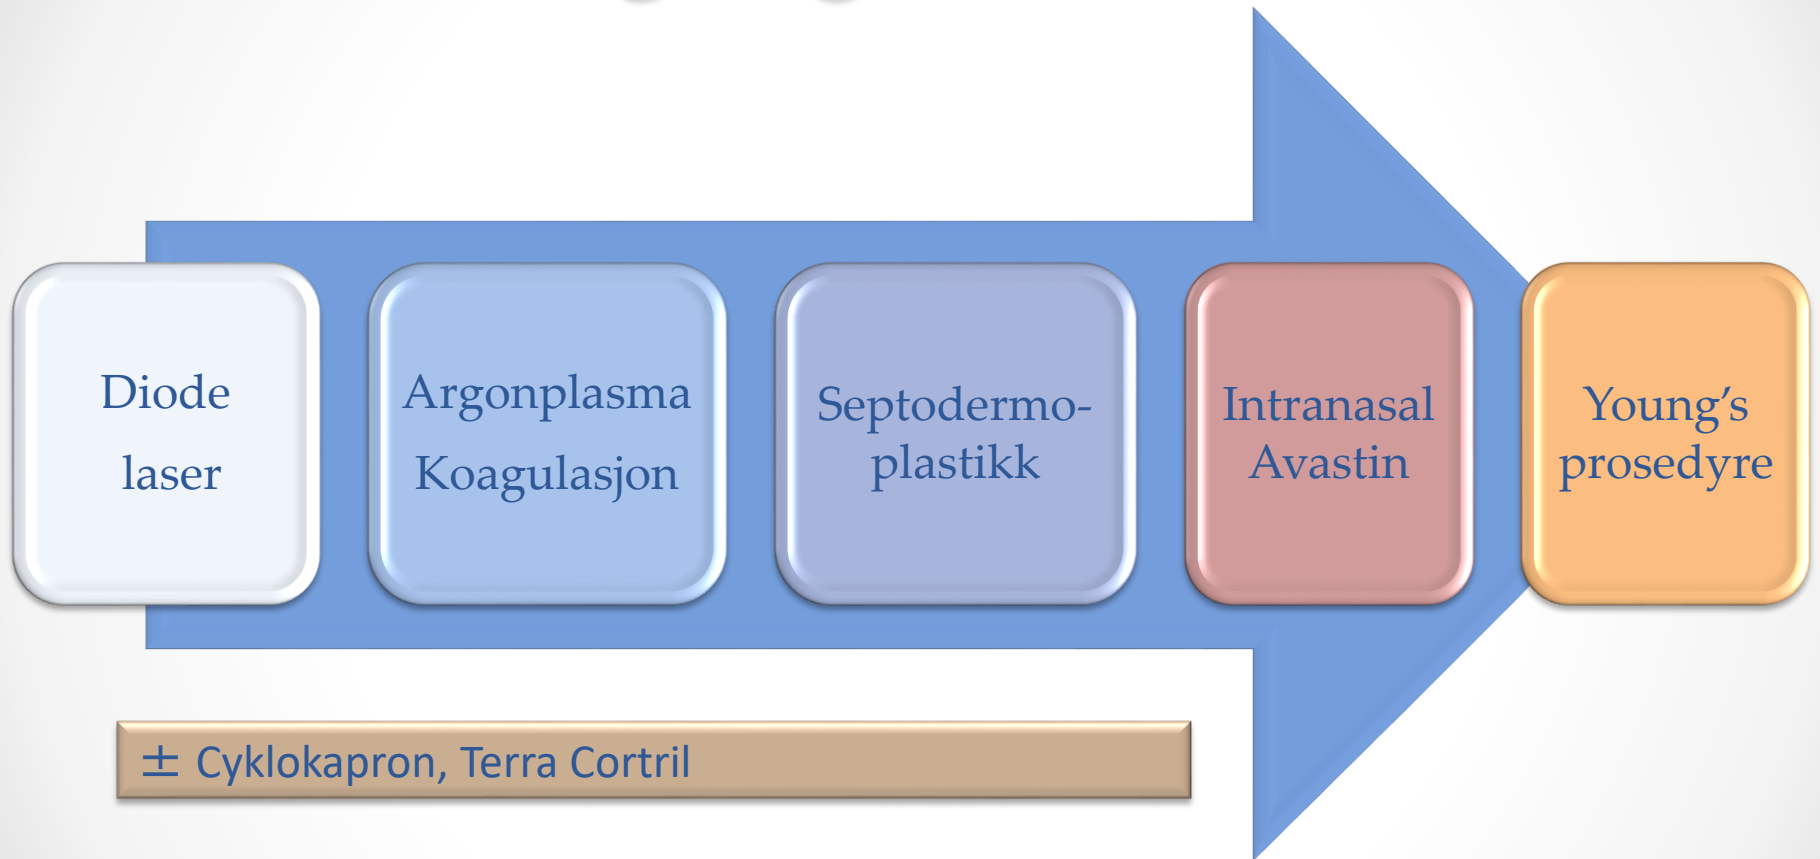 Diode
laser
Argonplasma
Koagulasjon
Septodermo-
plastikk
Intranasal
Avastin
Young’s
prosedyre
± Cyklokapron, Terra Cortril